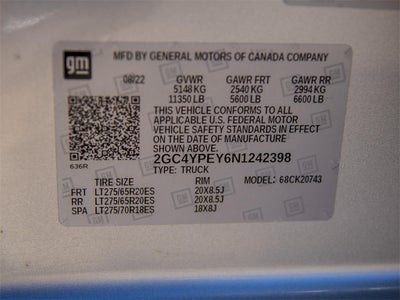 gm MFD BY GENERAL MOTORS OF CANADA COMPANY
08/22 GVWR GAWR FRT GAWR RR
5148 KG 2540 KG 2994 KG
11350 LB 5600 LB 6600 LB
THIS VEHICLE CONFORMS TO ALL
APPLICABLE U.S. FEDERAL MOTOR
VEHICLE SAFETY STANDARDS IN EFFECT ON
THE DATE OF MANUFACTURE SHOWN ABOVE.
636R 2GC4YPEY6N1242398
TYPE: TRUCK
TIRE SIZE RIM MODEL: 68CK20743
FRT LT275/65R20ES 20X8.5J
RR LT275/65R20ES 20X8.5J
SPA LT275/70R18ES 18X8J